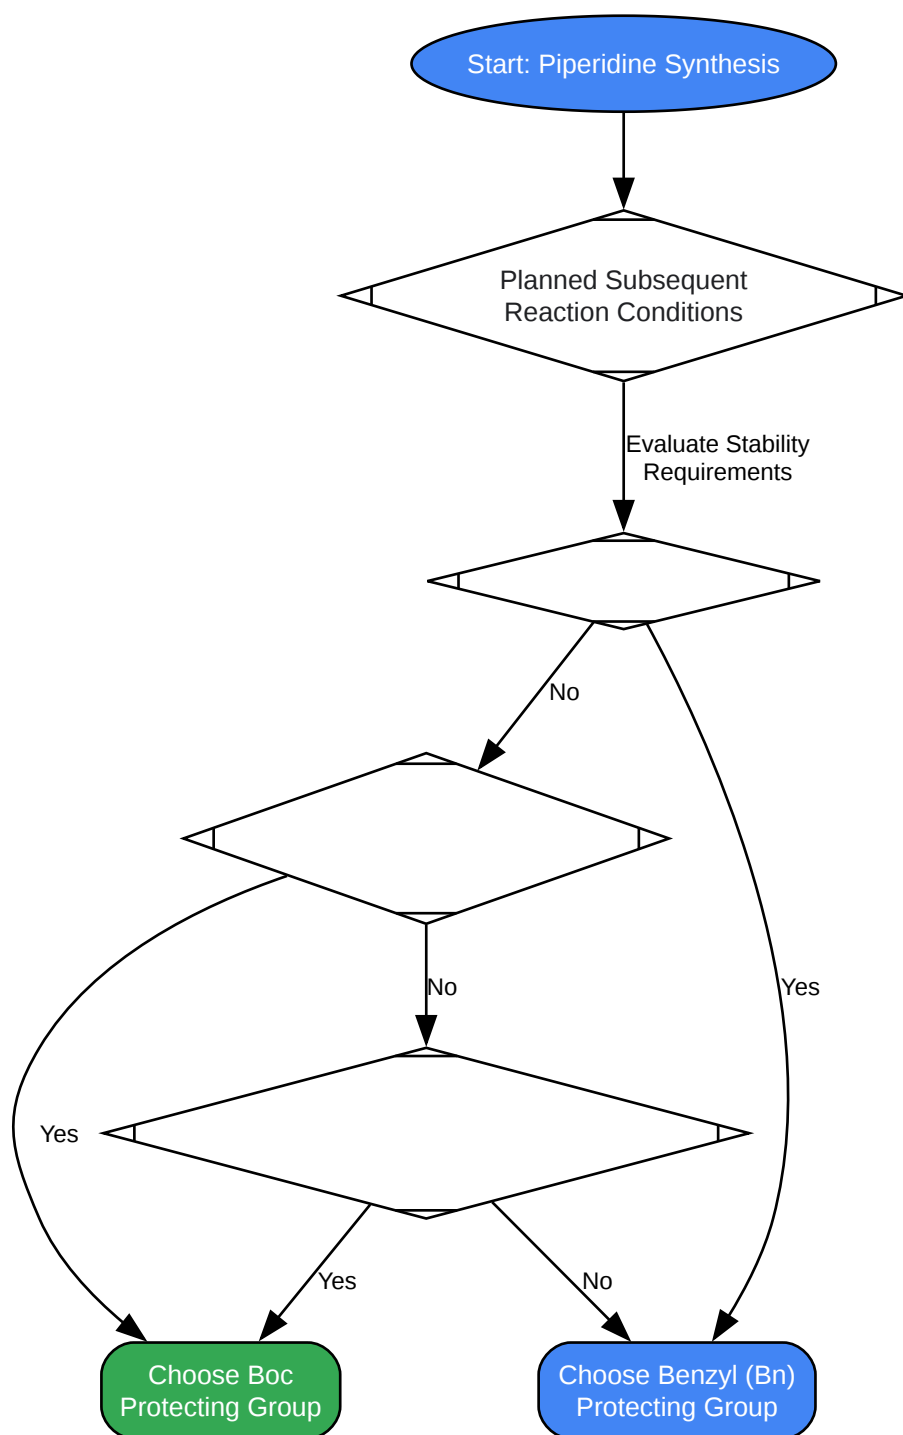 Start: Piperidine Synthesis
Planned Subsequent
Reaction Conditions
Evaluate Stability
Requirements
No
No
Yes
Yes
Yes
No
Choose Boc
Protecting Group
Choose Benzyl (Bn)
Protecting Group